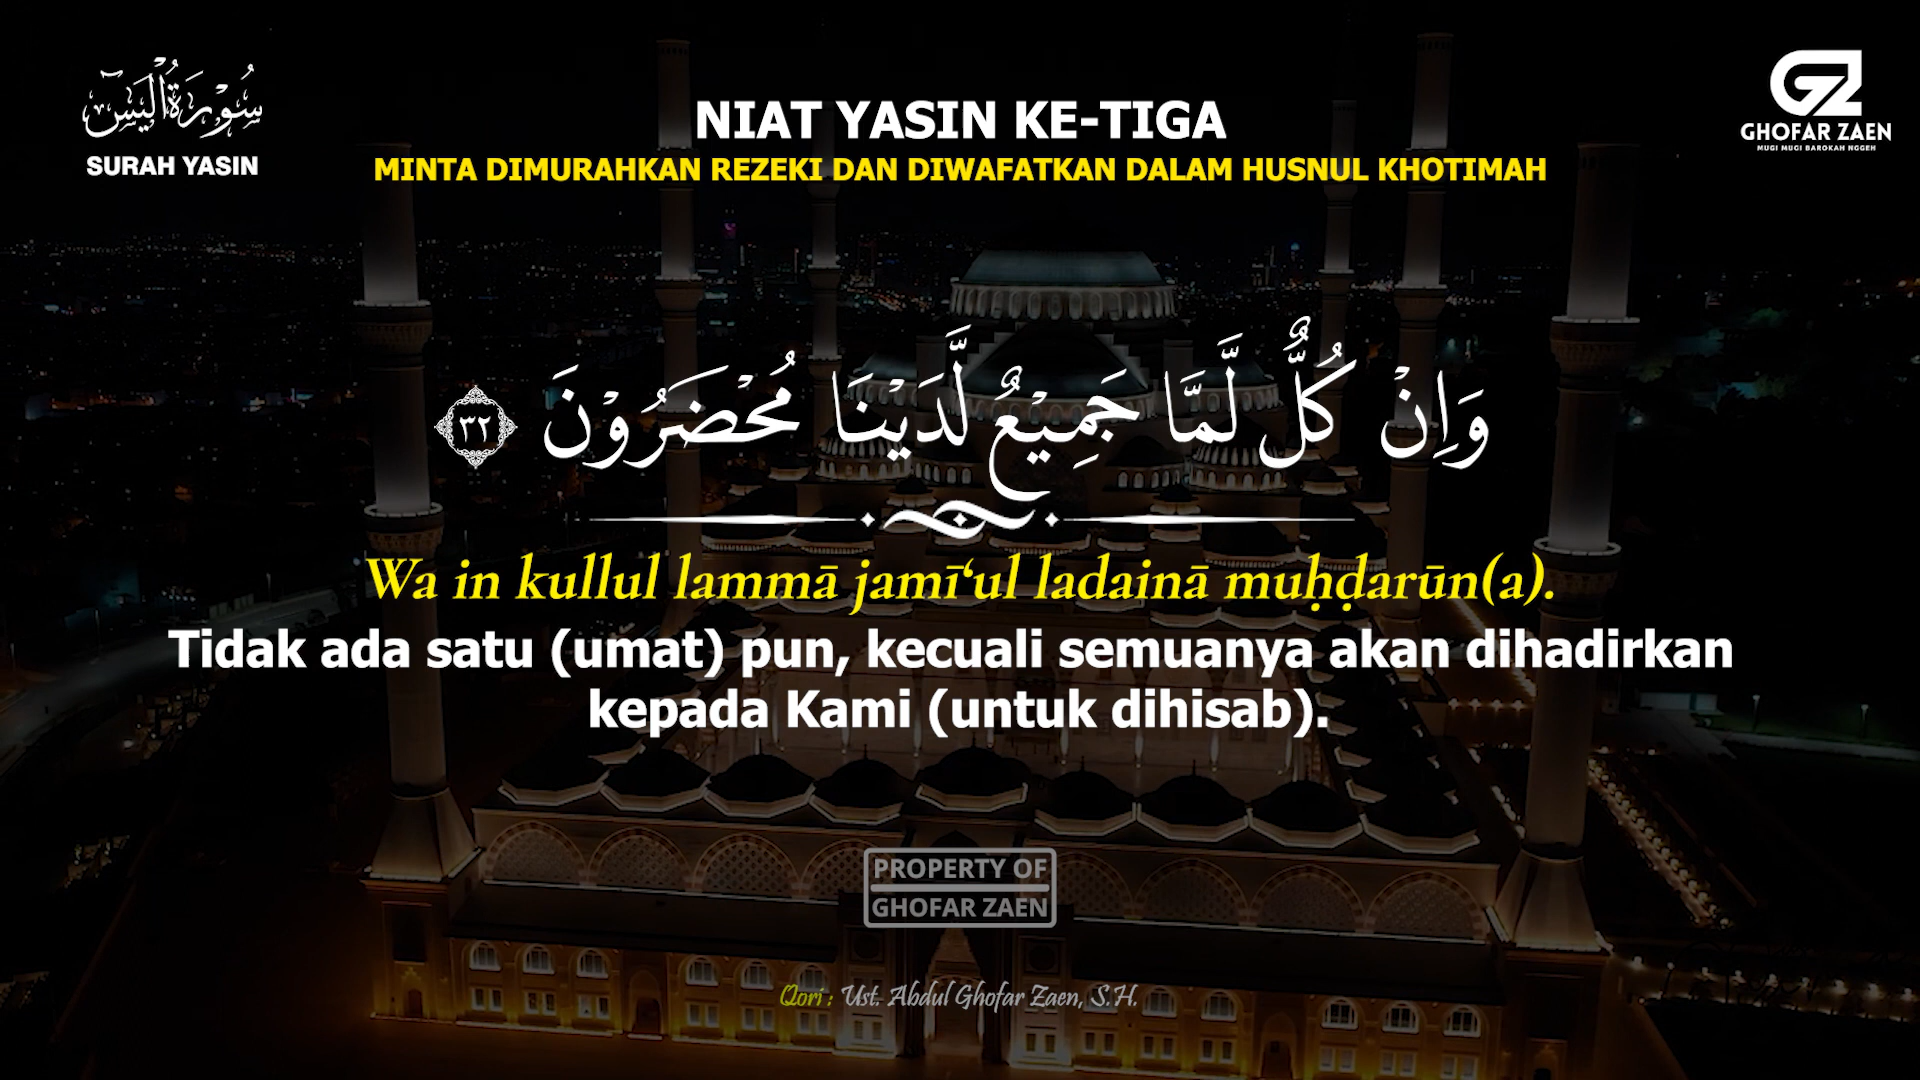 سُوْرَةُ الْيٰسٓ
SURAH YASIN
NIAT YASIN KE-TIGA
MINTA DIMURAHKAN REZEKI DAN DIWAFATKAN DALAM HUSNUL KHOTIMAH
GZ
GHOFAR ZAEN
MUGI MUGI BAROKAH NGGEH
وَاِنْ كُلٌّ لَّمَّا جَمِيْعٌ لَّدَيْنَا مُحْضَرُوْنَ ٣٢
Wa in kullul lammā jamī‘ul ladainā muḥḍarūn(a).
Tidak ada satu (umat) pun, kecuali semuanya akan dihadirkan
kepada Kami (untuk dihisab).
PROPERTY OF
GHOFAR ZAEN
Qori : Ust. Abdul Ghofar Zaen, S.H.